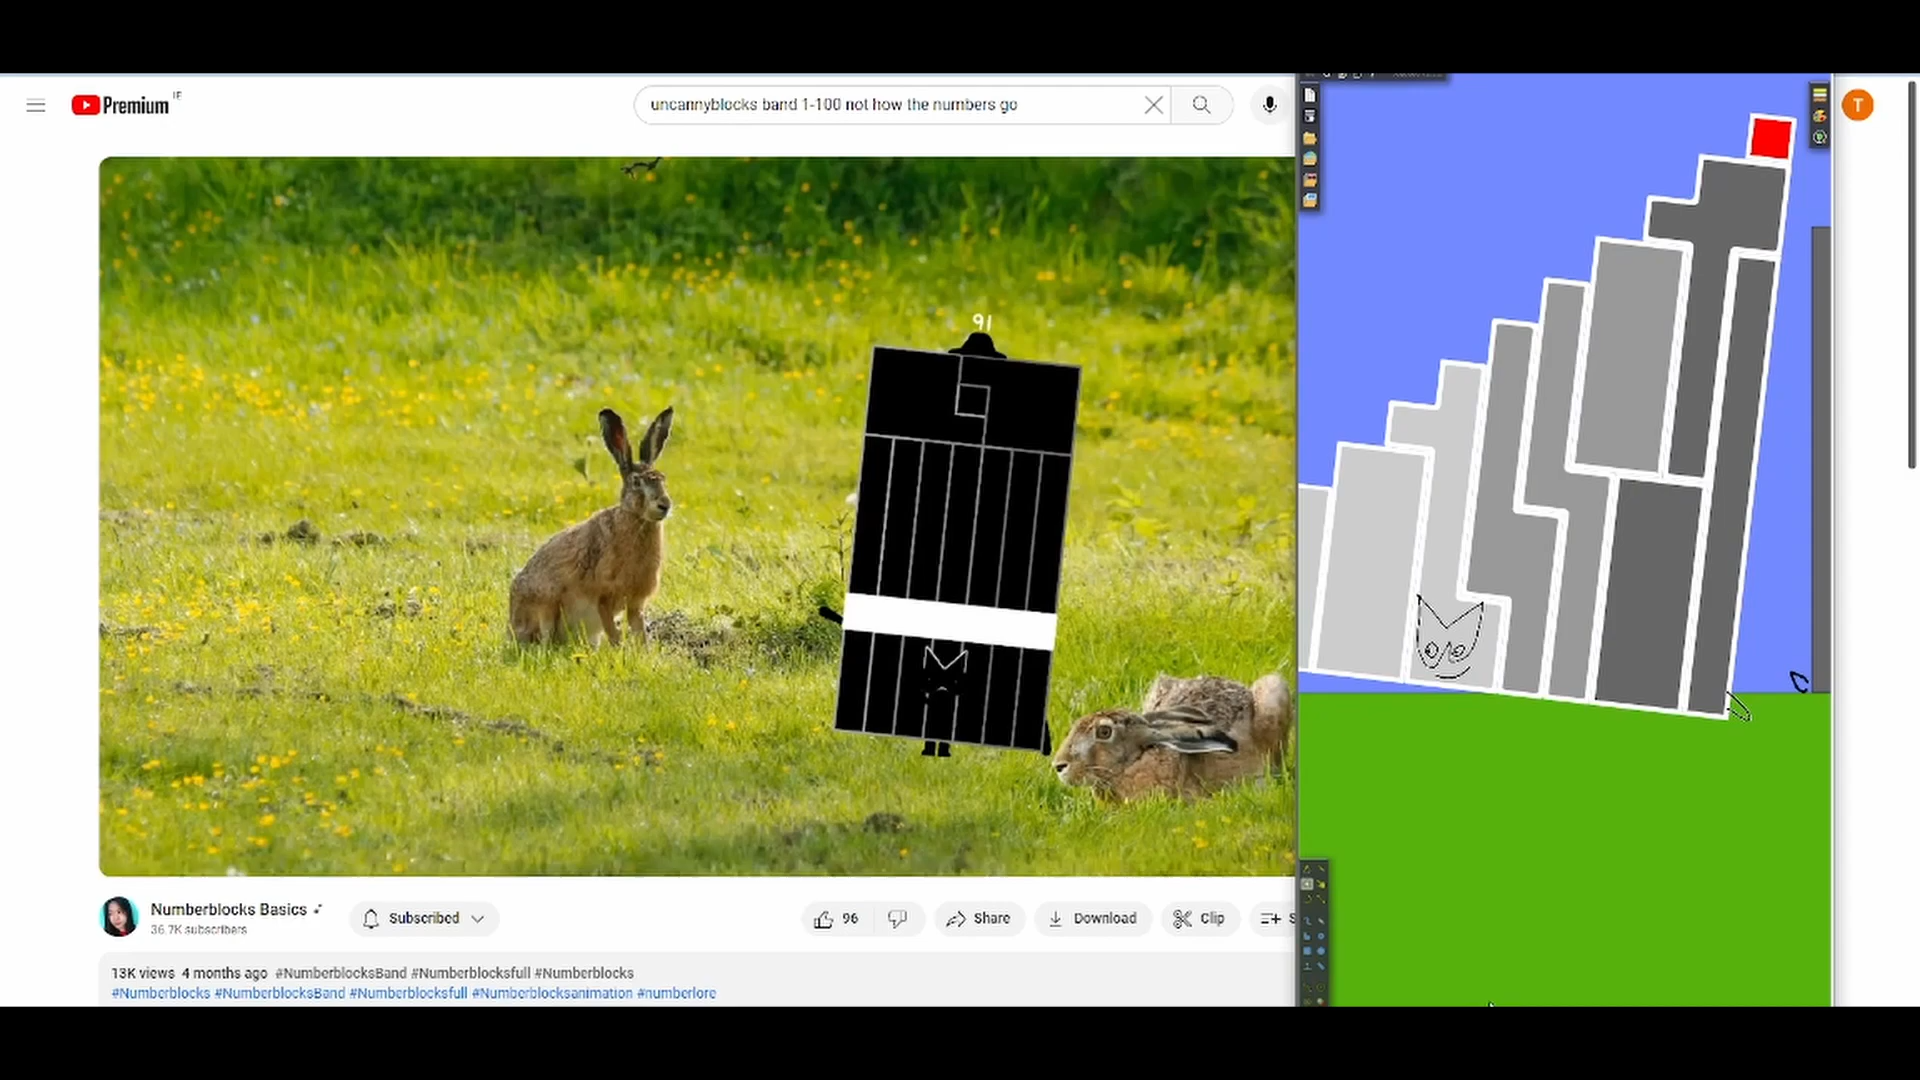 Premium IE
uncannyblocks band 1-100 not how the numbers go
T
91
Numberblocks Basics
36.7K subscribers
Subscribed
96
Share
Download
Clip
S
13K views 4 months ago #NumberblocksBand #Numberblocksfull #Numberblocks
#Numberblocks #NumberblocksBand #Numberblocksfull #Numberblocksanimation #numberlore